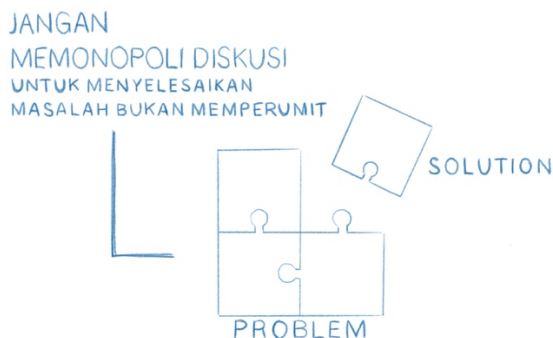 JANGAN
MEMONOPOLI DISKUSI
UNTUK MENYELESAIKAN
MASALAH BUKAN MEMPERUMIT
SOLUTION
PROBLEM